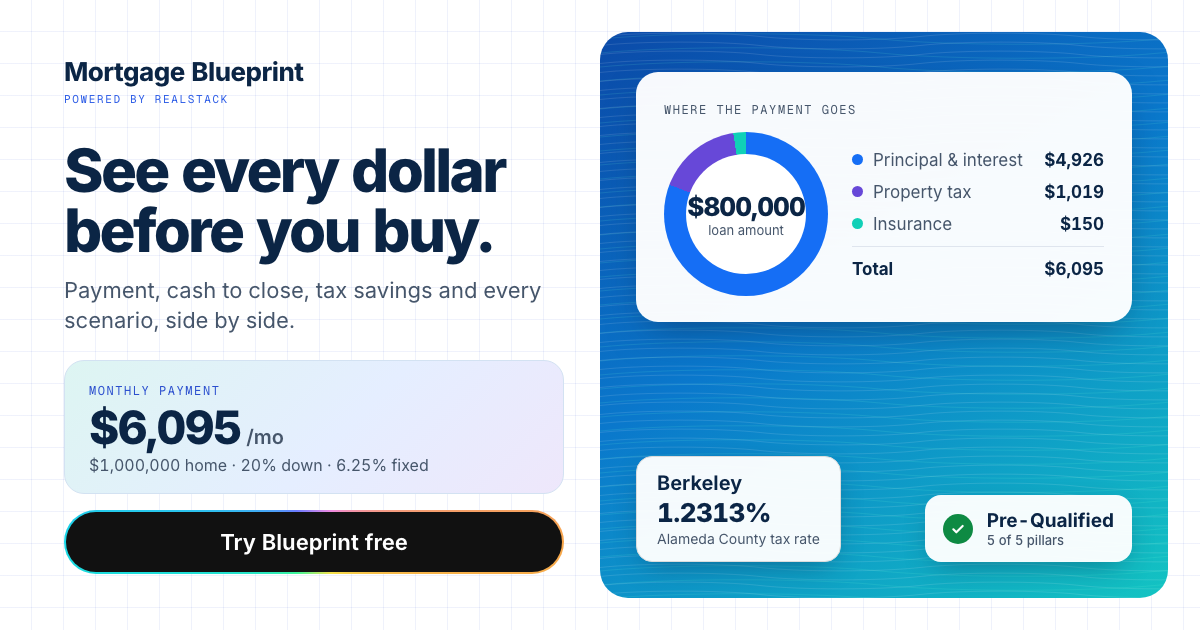 Mortgage Blueprint
POWERED BY REALSTACK
See every dollar
before you buy.
Payment, cash to close, tax savings and every
scenario, side by side.
MONTHLY PAYMENT
$6,095 /mo
$1,000,000 home · 20% down · 6.25% fixed
Try Blueprint free
WHERE THE PAYMENT GOES
$800,000
loan amount
Principal & interest $4,926
Property tax $1,019
Insurance $150
Total $6,095
Berkeley
1.2313%
Alameda County tax rate
Pre-Qualified
5 of 5 pillars